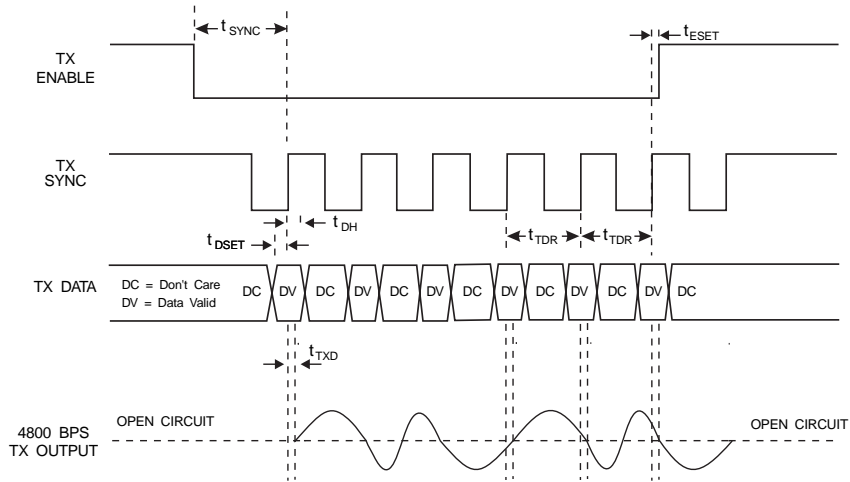 tSYNC
tESET
TX
ENABLE
TX
SYNC
tDH
tDSET
tTDR
tTDR
TX DATA
DC = Don't Care
DV = Data Valid
DC DV DC DV DC DV DC DV DC DV DC DV DC
tTXD
OPEN CIRCUIT
4800 BPS
TX OUTPUT
OPEN CIRCUIT